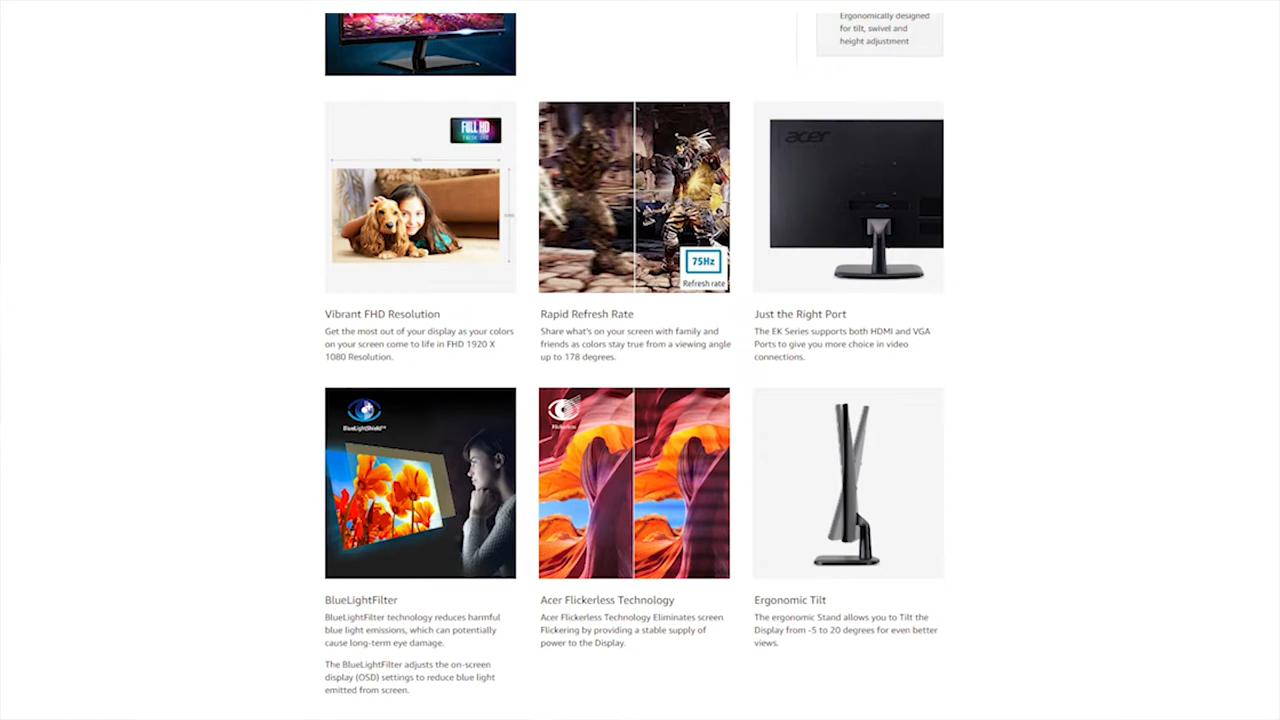 Ergonomically designed
for tilt, swivel and
height adjustment
FULL HD
acer
75Hz
Refresh rate
Vibrant FHD Resolution
Get the most out of your display as your colors
on your screen come to life in FHD 1920 X
1080 Resolution.
Rapid Refresh Rate
Share what's on your screen with family and
friends as colors stay true from a viewing angle
up to 178 degrees.
Just the Right Port
The EK Series supports both HDMI and VGA
Ports to give you more choice in video
connections.
BlueLightShield™
Flickerless
BlueLightFilter
BlueLightFilter technology reduces harmful
blue light emissions, which can potentially
cause long-term eye damage.
The BlueLightFilter adjusts the on-screen
display (OSD) settings to reduce blue light
emitted from screen.
Acer Flickerless Technology
Acer Flickerless Technology Eliminates screen
Flickering by providing a stable supply of
power to the Display.
Ergonomic Tilt
The ergonomic Stand allows you to Tilt the
Display from -5 to 20 degrees for even better
views.